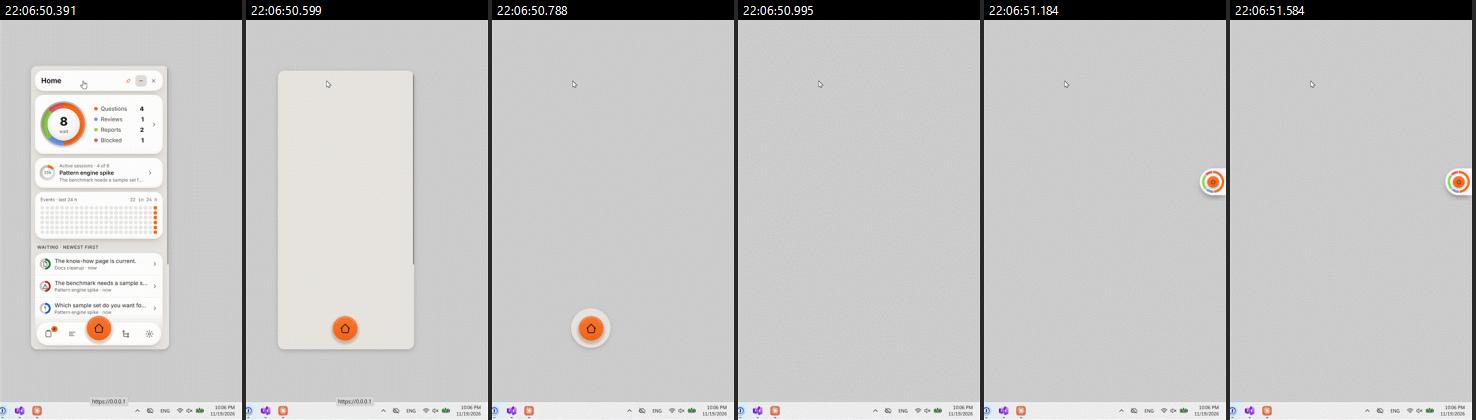 22:06:50.391
Home
8
wait
Questions 4
Reviews 1
Reports 2
Blocked 1
Active sessions · 4 of 6
Pattern engine spike
The benchmark needs a sample set f...
Events · last 24 h
22 in 24 h
WAITING · NEWEST FIRST
The know-how page is current.
Docs cleanup · now
The benchmark needs a sample s...
Pattern engine spike · now
Which sample set do you want fo...
Pattern engine spike · now
https://0.0.0.1
ENG
10:06 PM
11/19/2026
22:06:50.599
https://0.0.0.1
ENG
10:06 PM
11/19/2026
22:06:50.788
ENG
10:06 PM
11/19/2026
22:06:50.995
ENG
10:06 PM
11/19/2026
22:06:51.184
ENG
10:06 PM
11/19/2026
22:06:51.584
ENG
10:06 PM
11/19/2026